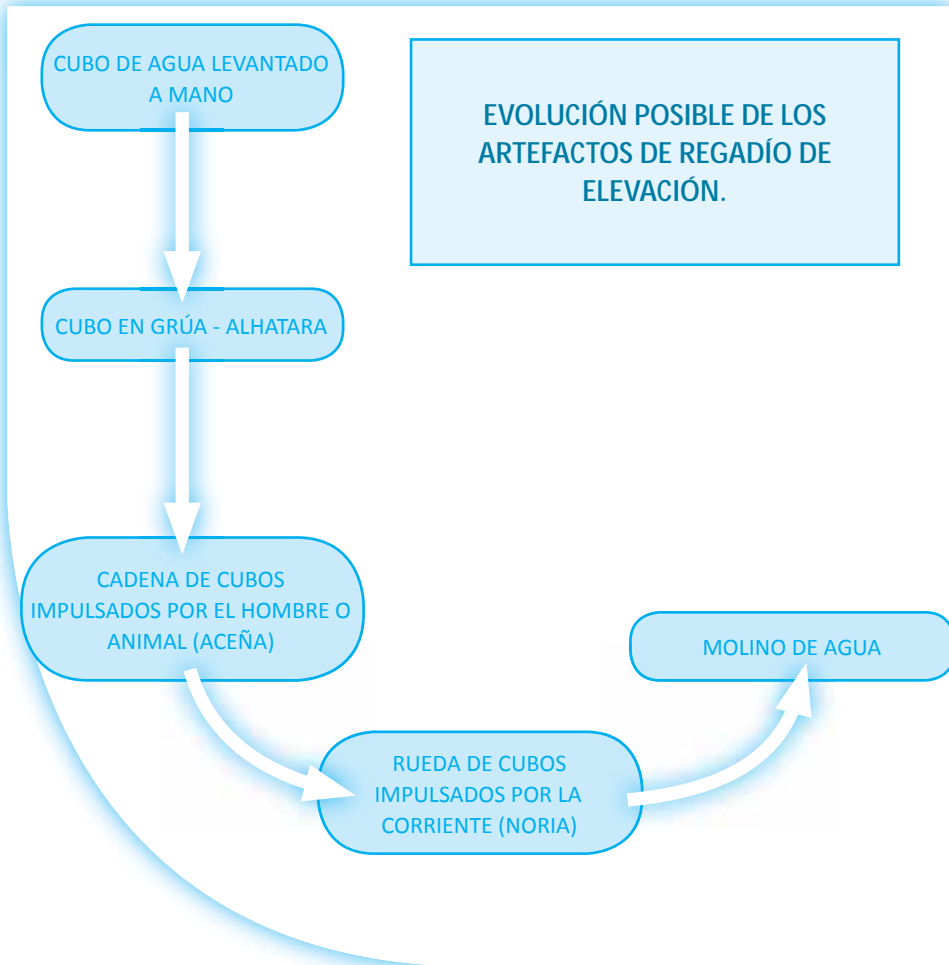 CUBO DE AGUA LEVANTADO
A MANO
EVOLUCIÓN POSIBLE DE LOS
ARTEFACTOS DE REGADÍO DE
ELEVACIÓN.
CUBO EN GRÚA - ALHATARA
CADENA DE CUBOS
IMPULSADOS POR EL HOMBRE O
ANIMAL (ACEÑA)
MOLINO DE AGUA
RUEDA DE CUBOS
IMPULSADOS POR LA
CORRIENTE (NORIA)